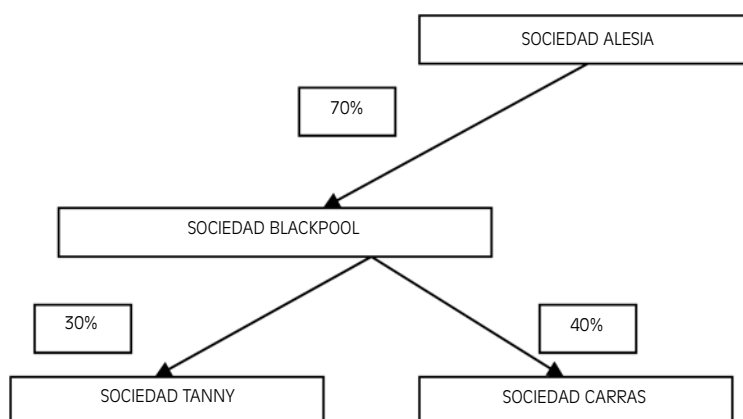 SOCIEDAD ALESIA
70%
SOCIEDAD BLACKPOOL
30%
40%
SOCIEDAD TANNY
SOCIEDAD CARRAS